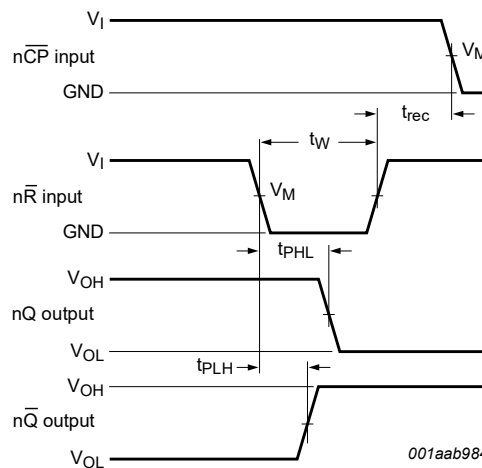 V_I
nC̅P̅ input
V_M
GND
t_rec
t_W
V_I
nR̅ input
V_M
GND
t_PHL
V_OH
nQ output
V_OL
t_PLH
V_OH
nQ̅ output
V_OL
001aab984